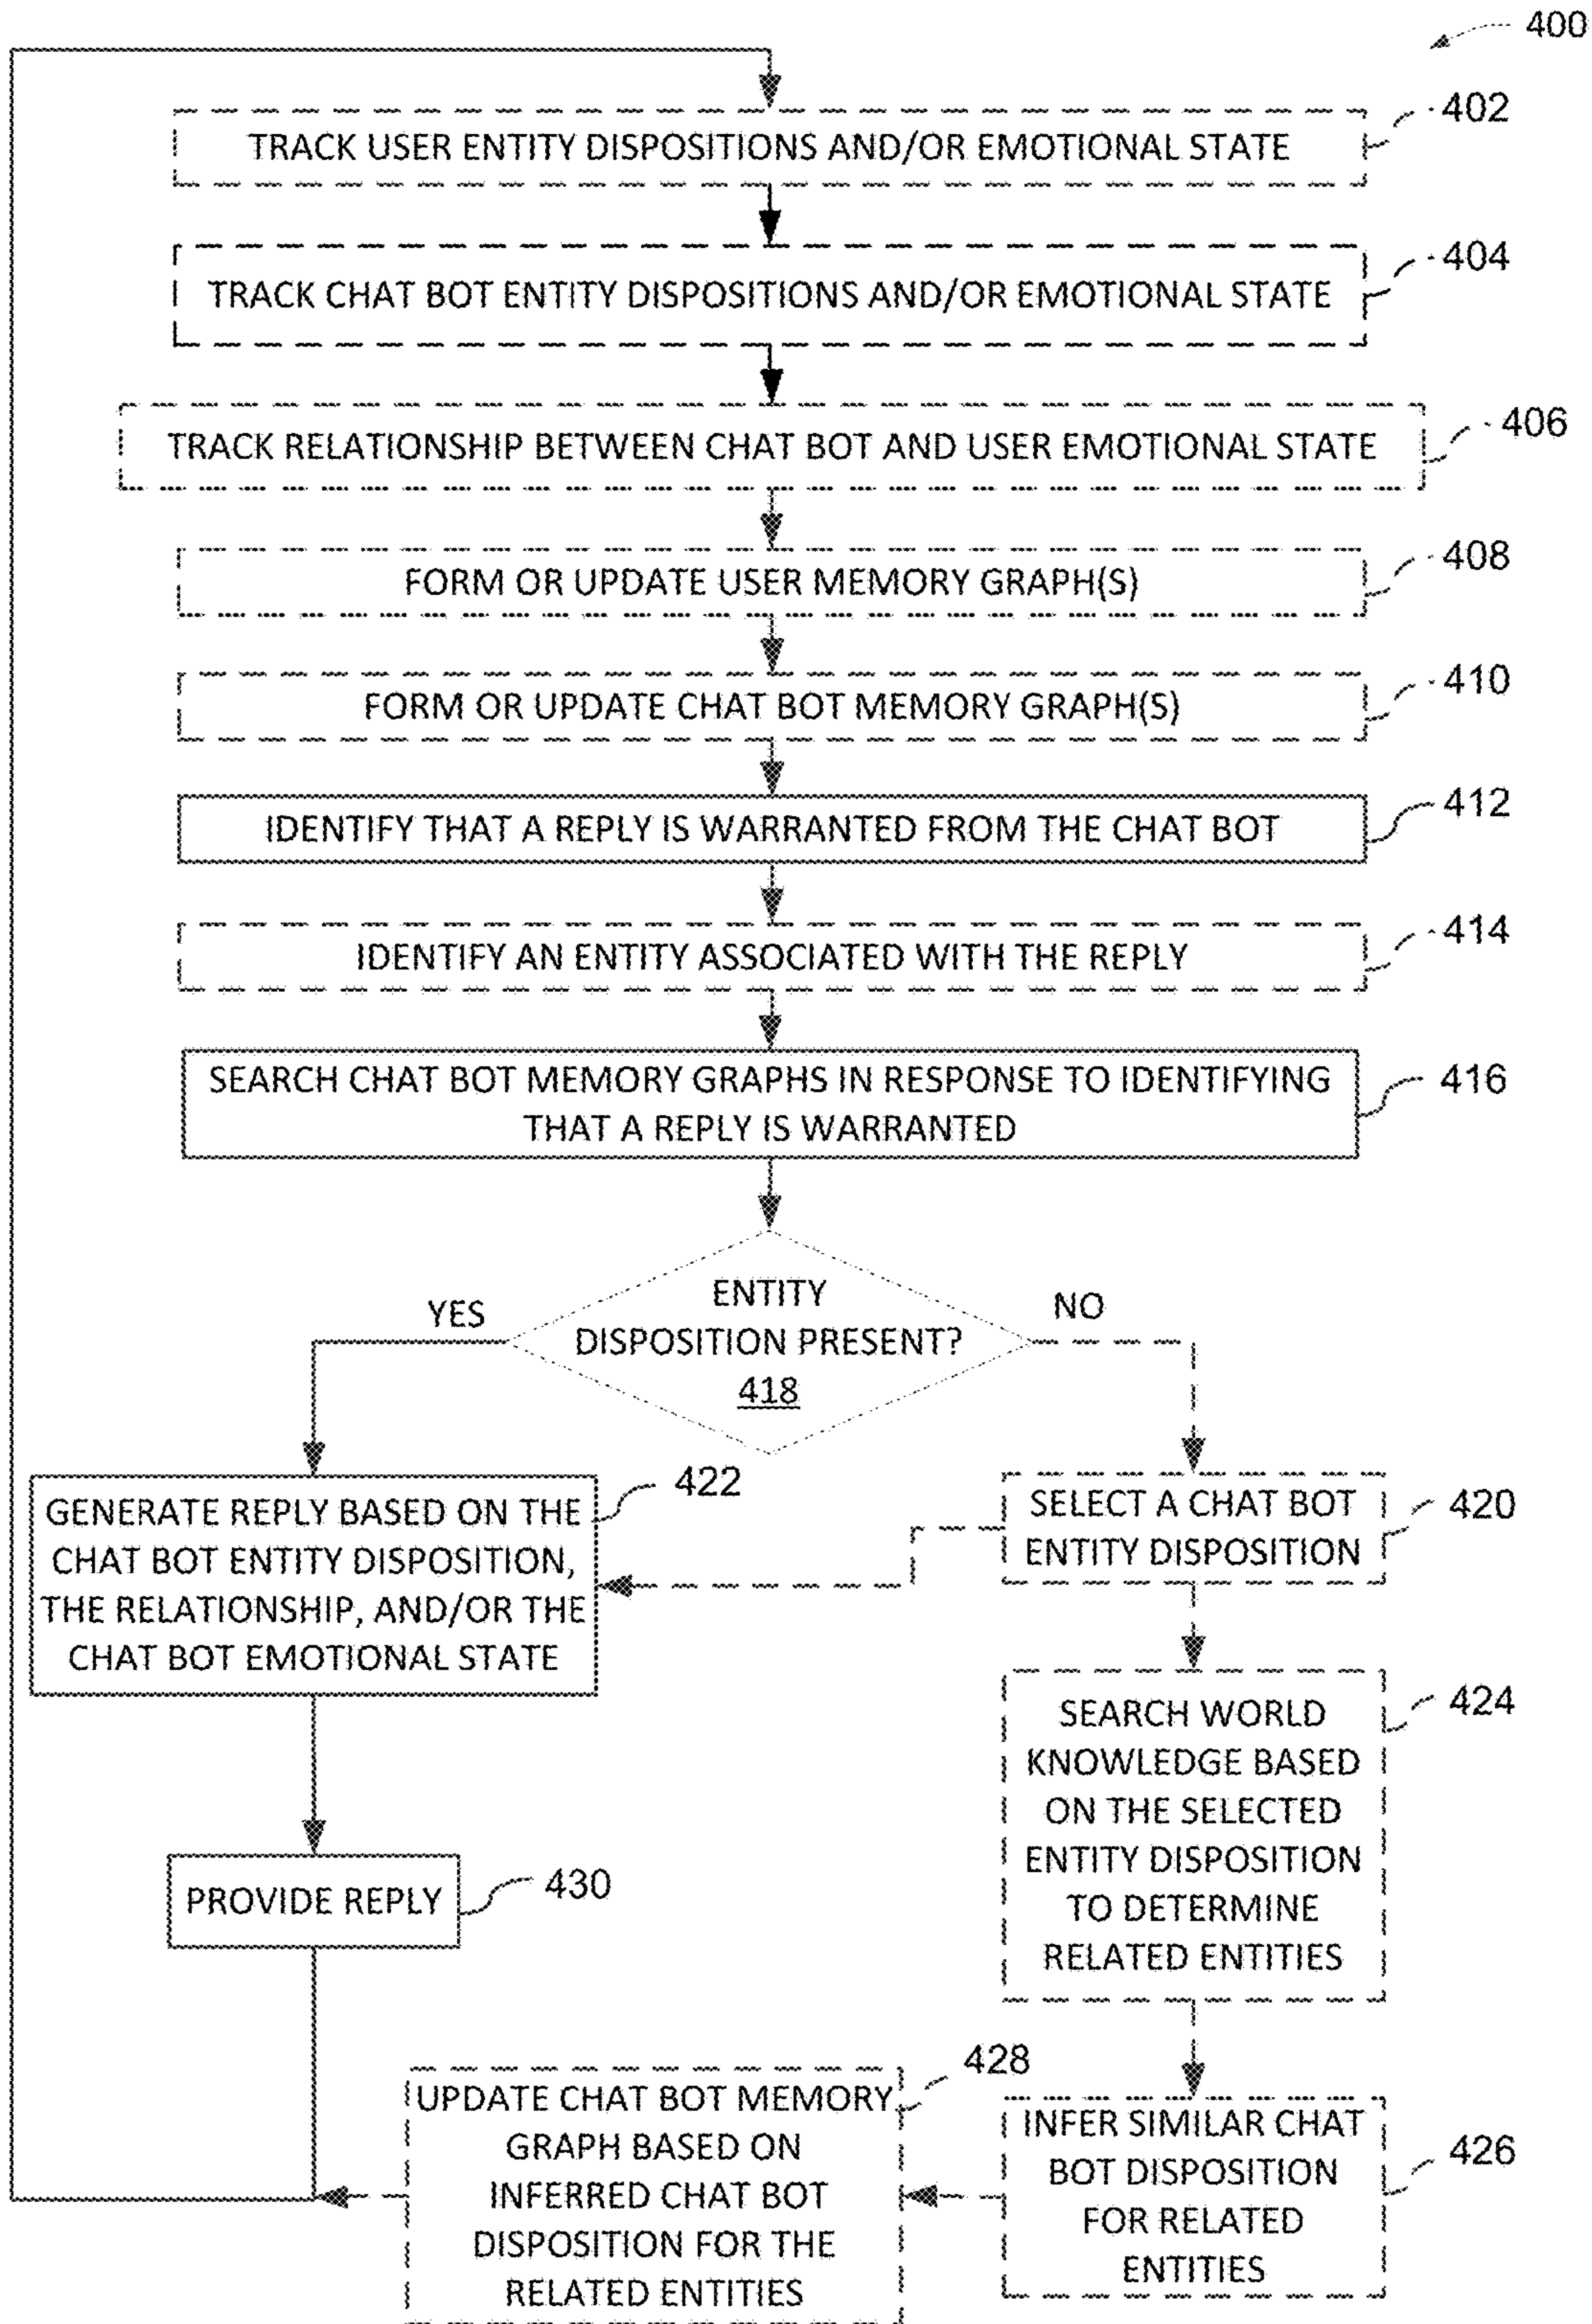 400
402
TRACK USER ENTITY DISPOSITIONS AND/OR EMOTIONAL STATE
404
TRACK CHAT BOT ENTITY DISPOSITIONS AND/OR EMOTIONAL STATE
406
TRACK RELATIONSHIP BETWEEN CHAT BOT AND USER EMOTIONAL STATE
408
FORM OR UPDATE USER MEMORY GRAPH(S)
410
FORM OR UPDATE CHAT BOT MEMORY GRAPH(S)
412
IDENTIFY THAT A REPLY IS WARRANTED FROM THE CHAT BOT
414
IDENTIFY AN ENTITY ASSOCIATED WITH THE REPLY
416
SEARCH CHAT BOT MEMORY GRAPHS IN RESPONSE TO IDENTIFYING
THAT A REPLY IS WARRANTED
ENTITY
DISPOSITION PRESENT?
418
YES
NO
422
GENERATE REPLY BASED ON THE
CHAT BOT ENTITY DISPOSITION,
THE RELATIONSHIP, AND/OR THE
CHAT BOT EMOTIONAL STATE
420
SELECT A CHAT BOT
ENTITY DISPOSITION
424
SEARCH WORLD
KNOWLEDGE BASED
ON THE SELECTED
ENTITY DISPOSITION
TO DETERMINE
RELATED ENTITIES
430
PROVIDE REPLY
428
UPDATE CHAT BOT MEMORY
GRAPH BASED ON
INFERRED CHAT BOT
DISPOSITION FOR THE
RELATED ENTITIES
426
INFER SIMILAR CHAT
BOT DISPOSITION
FOR RELATED
ENTITIES